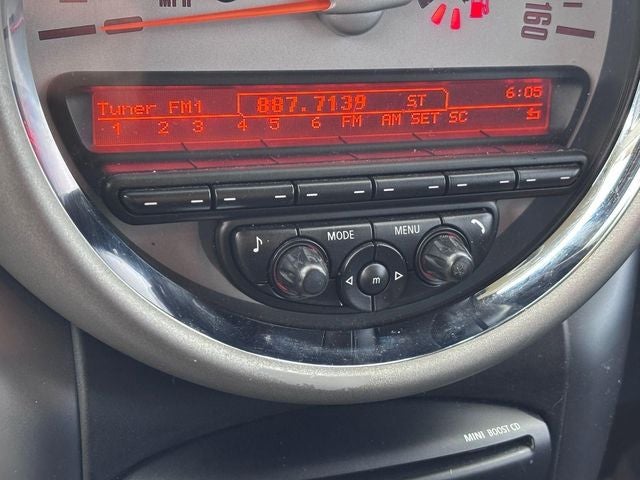 MPH
160
6:05
Tuner FM1 887.7139 ST
1 2 3 4 5 6 FM AM SET SC
MODE MENU
m
MINI BOOST CD